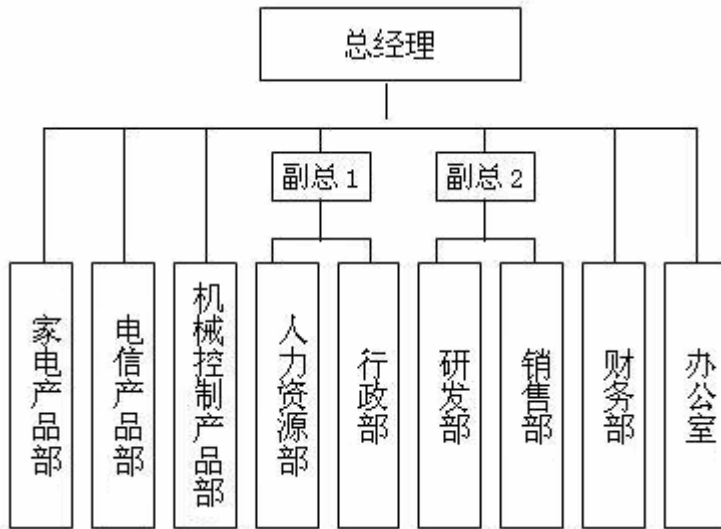 总经理
副总1
副总2
家电产品部
电信产品部
机械控制产品部
人力资源部
行政部
研发部
销售部
财务部
办公室